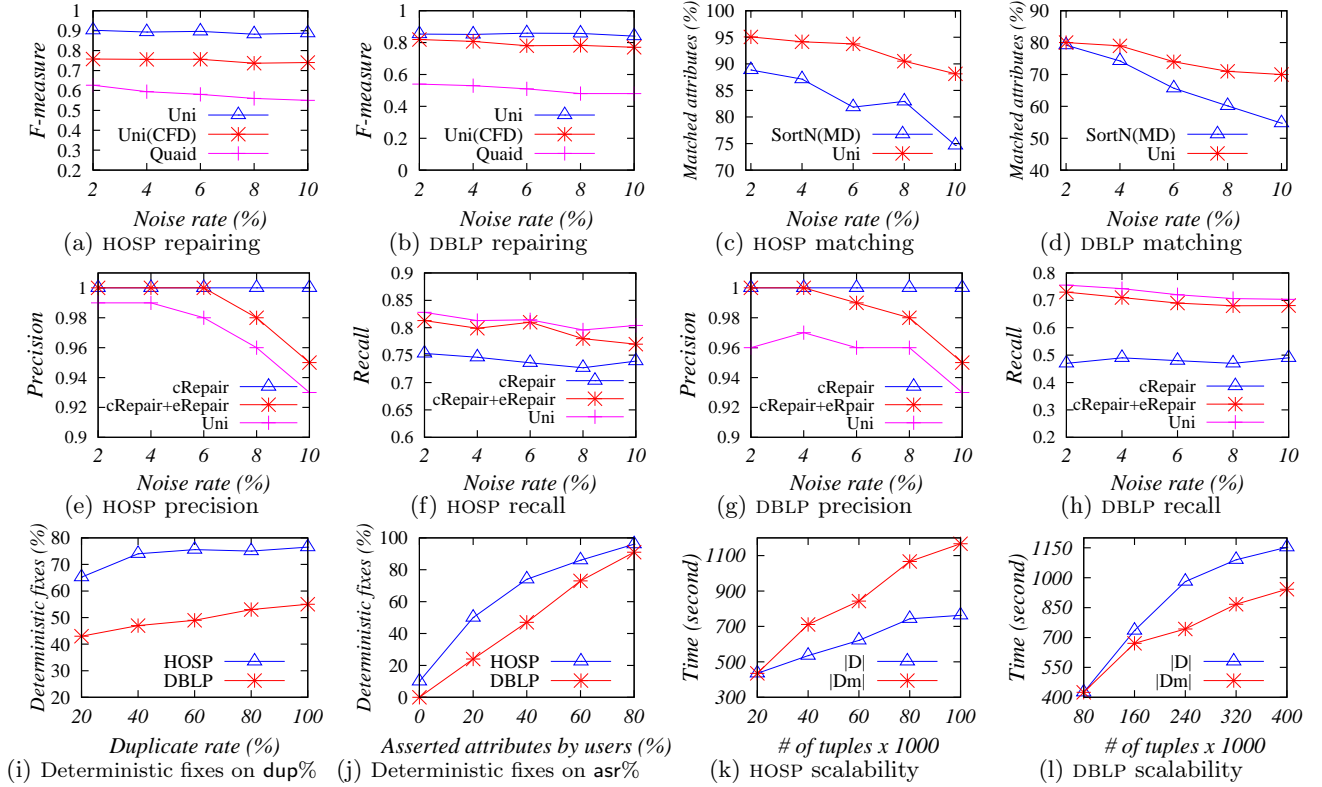 1
0.9
0.8
0.7
0.6
0.5
0.4
0.3
0.2
F-measure
Uni
Uni(CFD)
Quaid
2 4 6 8 10
Noise rate (%)
(a) HOSP repairing
1
0.8
0.6
0.4
0.2
0
F-measure
Uni
Uni(CFD)
Quaid
2 4 6 8 10
Noise rate (%)
(b) DBLP repairing
100
95
90
85
80
75
70
Matched attributes (%)
SortN(MD)
Uni
2 4 6 8 10
Noise rate (%)
(c) HOSP matching
90
80
70
60
50
40
Matched attributes (%)
SortN(MD)
Uni
2 4 6 8 10
Noise rate (%)
(d) DBLP matching
1
0.98
0.96
0.94
0.92
0.9
Precision
cRepair
cRepair+eRepair
Uni
2 4 6 8 10
Noise rate (%)
(e) HOSP precision
0.9
0.85
0.8
0.75
0.7
0.65
0.6
Recall
cRepair
cRepair+eRepair
Uni
2 4 6 8 10
Noise rate (%)
(f) HOSP recall
1
0.98
0.96
0.94
0.92
0.9
Precision
cRepair
cRepair+eRpair
Uni
2 4 6 8 10
Noise rate (%)
(g) DBLP precision
0.8
0.7
0.6
0.5
0.4
0.3
0.2
Recall
cRepair
cRepair+eRepair
Uni
2 4 6 8 10
Noise rate (%)
(h) DBLP recall
80
70
60
50
40
30
20
Deterministic fixes (%)
HOSP
DBLP
20 40 60 80 100
Duplicate rate (%)
(i) Deterministic fixes on dup%
100
80
60
40
20
0
Deterministic fixes (%)
HOSP
DBLP
0 20 40 60 80
Asserted attributes by users (%)
(j) Deterministic fixes on asr%
1100
900
700
500
300
Time (second)
|D|
|Dm|
20 40 60 80 100
# of tuples x 1000
(k) HOSP scalability
1150
1000
850
700
550
400
Time (second)
|D|
|Dm|
80 160 240 320 400
# of tuples x 1000
(l) DBLP scalability